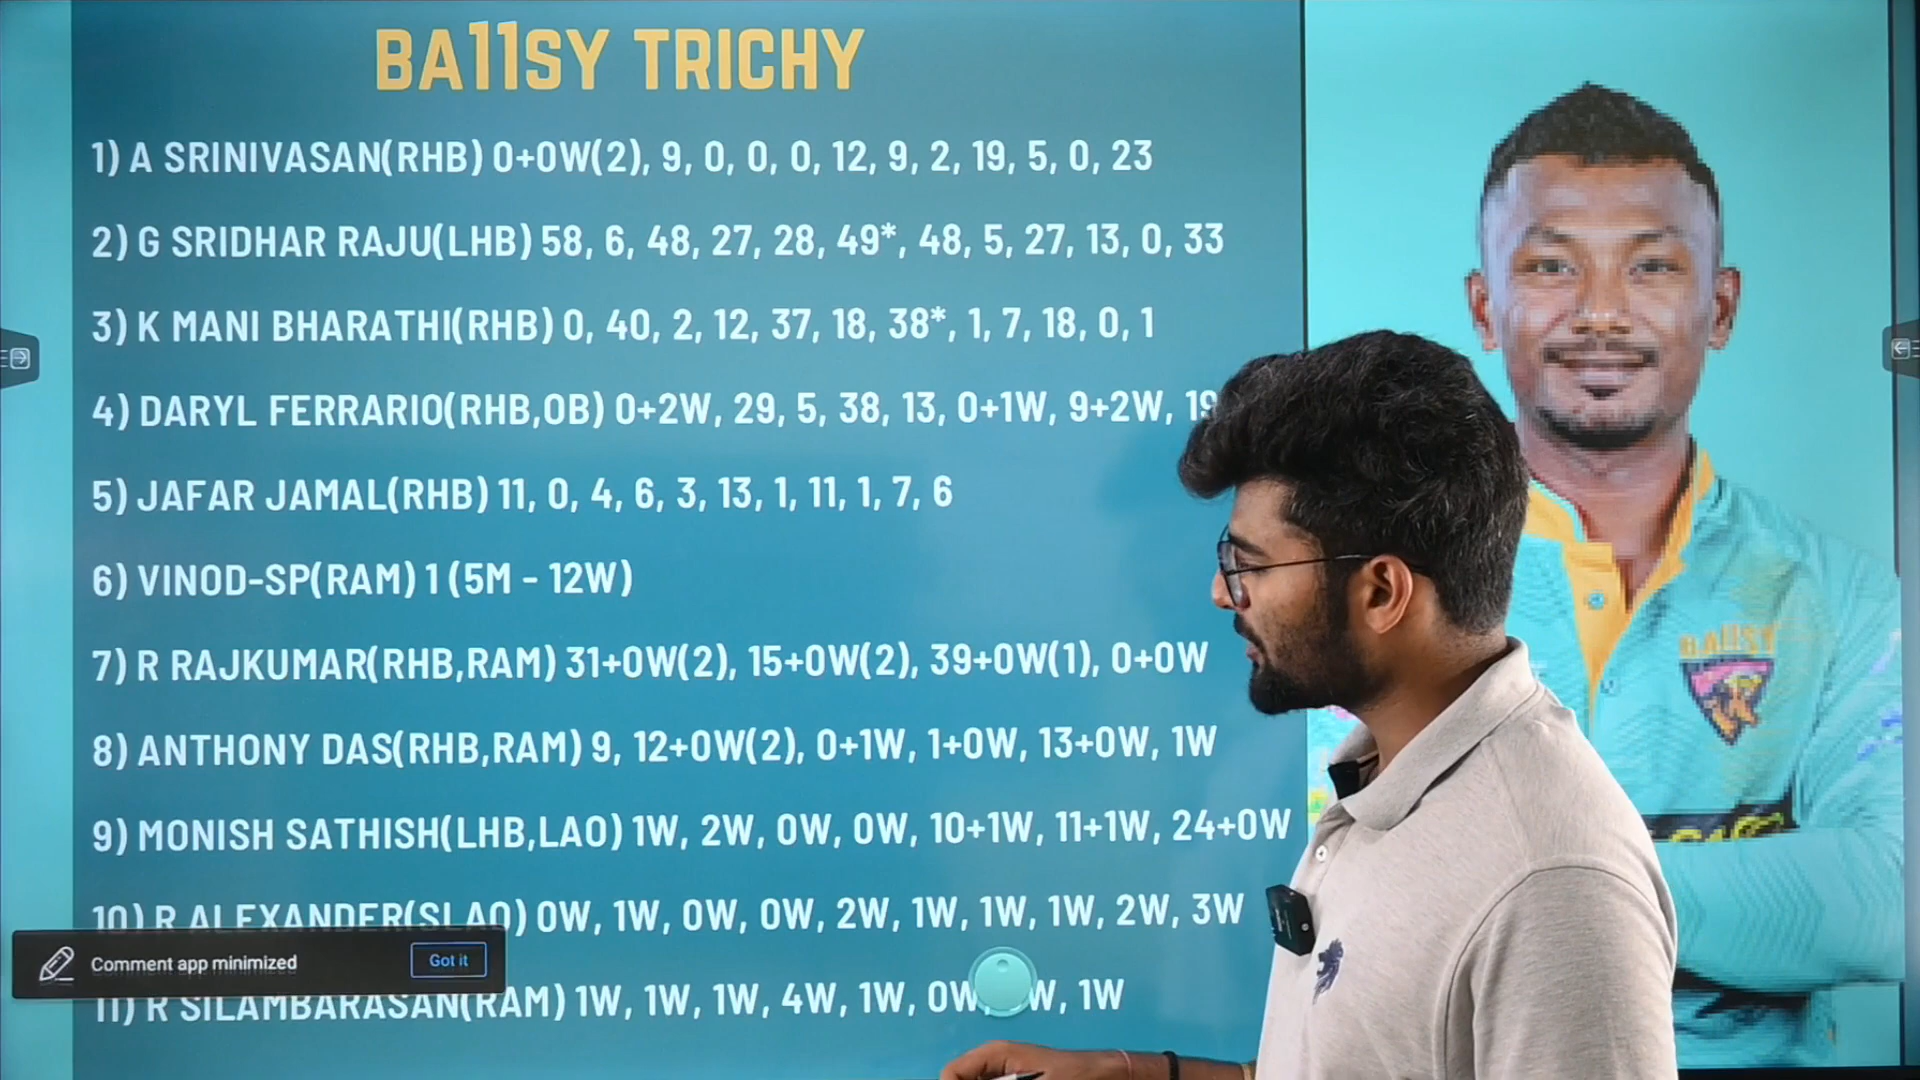 BA11SY TRICHY
1) A SRINIVASAN(RHB) 0+0W(2), 9, 0, 0, 0, 12, 9, 2, 19, 5, 0, 23
2) G SRIDHAR RAJU(LHB) 58, 6, 48, 27, 28, 49*, 48, 5, 27, 13, 0, 33
3) K MANI BHARATHI(RHB) 0, 40, 2, 12, 37, 18, 38*, 1, 7, 18, 0, 1
4) DARYL FERRARIO(RHB,OB) 0+2W, 29, 5, 38, 13, 0+1W, 9+2W, 19
5) JAFAR JAMAL(RHB) 11, 0, 4, 6, 3, 13, 1, 11, 1, 7, 6
6) VINOD-SP(RAM) 1 (5M - 12W)
7) R RAJKUMAR(RHB,RAM) 31+0W(2), 15+0W(2), 39+0W(1), 0+0W
8) ANTHONY DAS(RHB,RAM) 9, 12+0W(2), 0+1W, 1+0W, 13+0W, 1W
9) MONISH SATHISH(LHB,LAO) 1W, 2W, 0W, 0W, 10+1W, 11+1W, 24+0W
10) R ALEXANDER(SLAO) 0W, 1W, 0W, 0W, 2W, 1W, 1W, 1W, 2W, 3W
Comment app minimized
Got it
11) R SILAMBARASAN(RAM) 1W, 1W, 1W, 4W, 1W, 0W, W, 1W
BA11SY